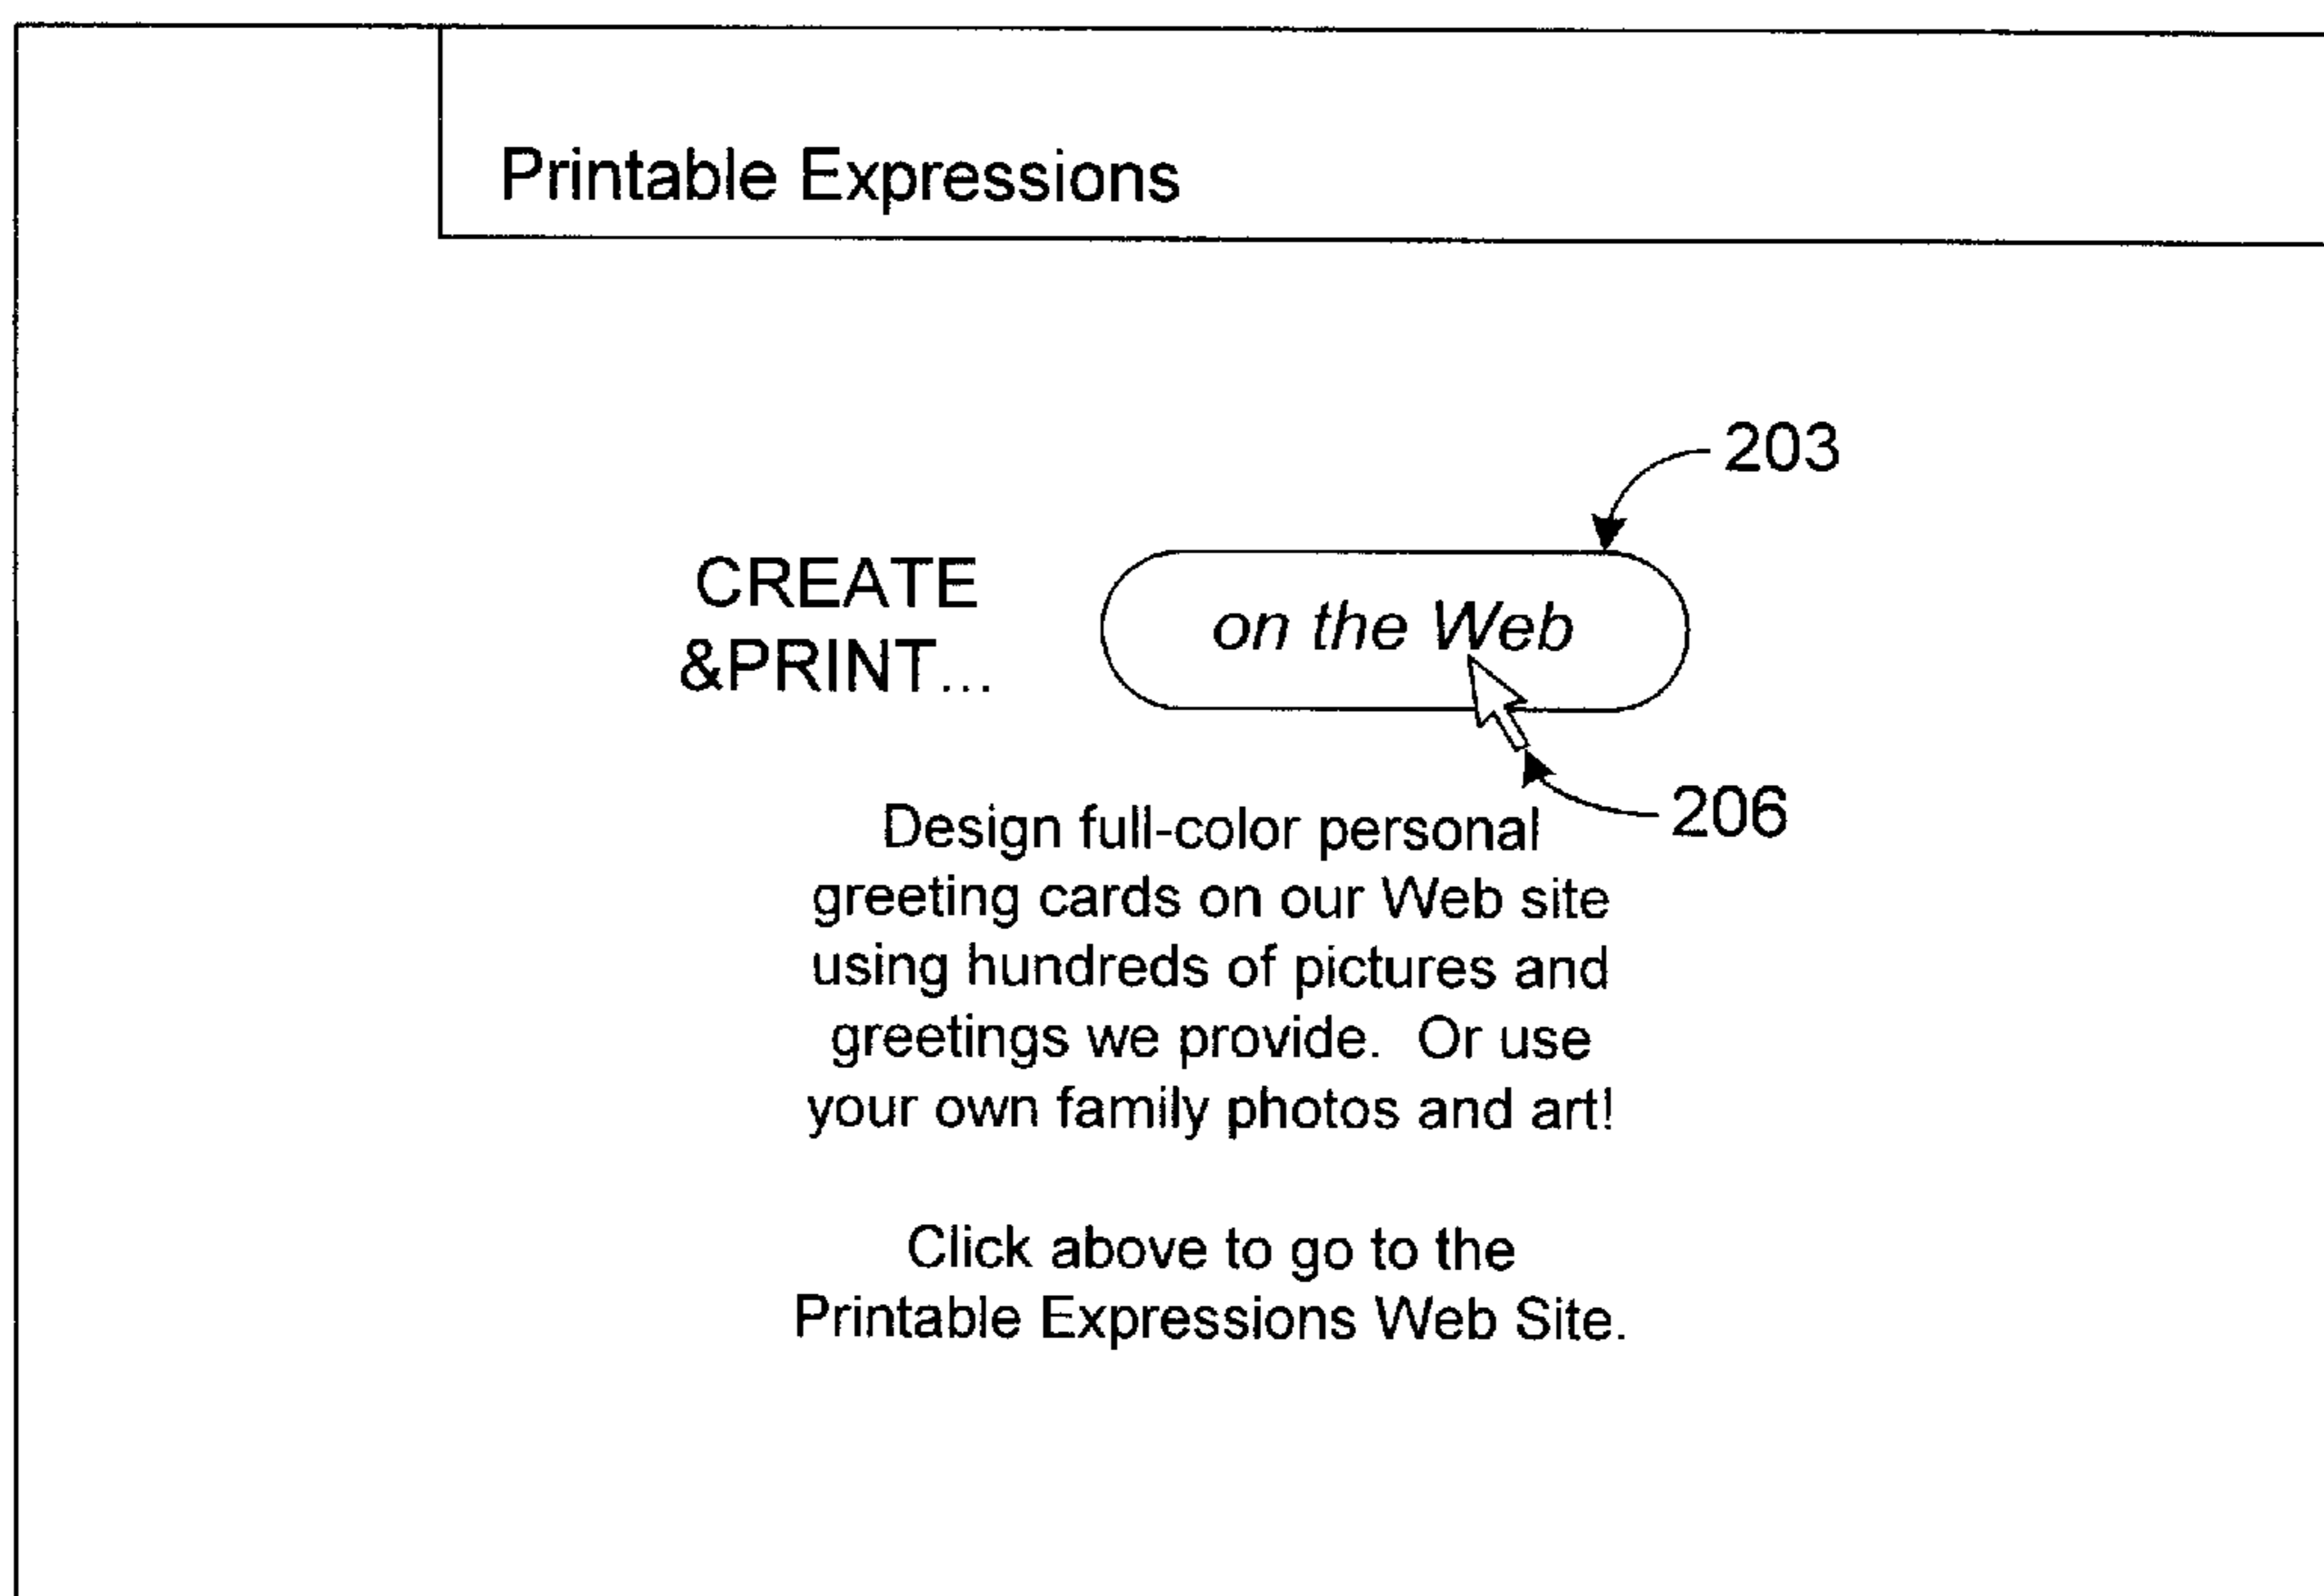 Printable Expressions
203
CREATE
&PRINT...
on the Web
206
Design full-color personal
greeting cards on our Web site
using hundreds of pictures and
greetings we provide.  Or use
your own family photos and art!
Click above to go to the
Printable Expressions Web Site.